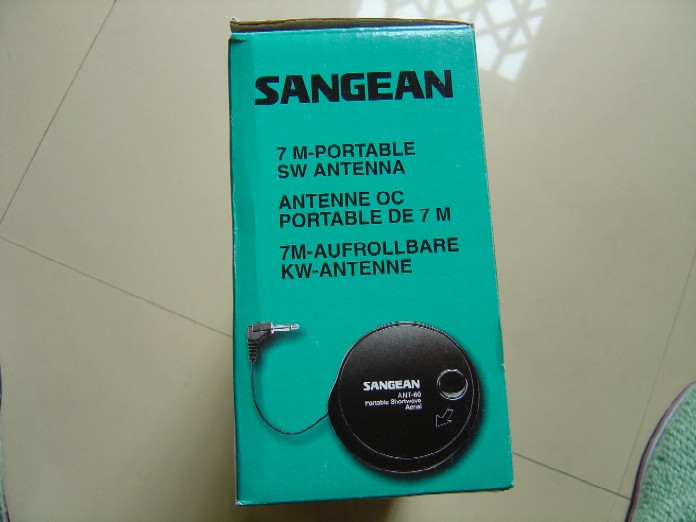 SANGEAN
7 M-PORTABLE
SW ANTENNA
ANTENNE OC
PORTABLE DE 7 M
7M-AUFROLLBARE
KW-ANTENNE
SANGEAN
ANT-60
Portable Shortwave
Aerial